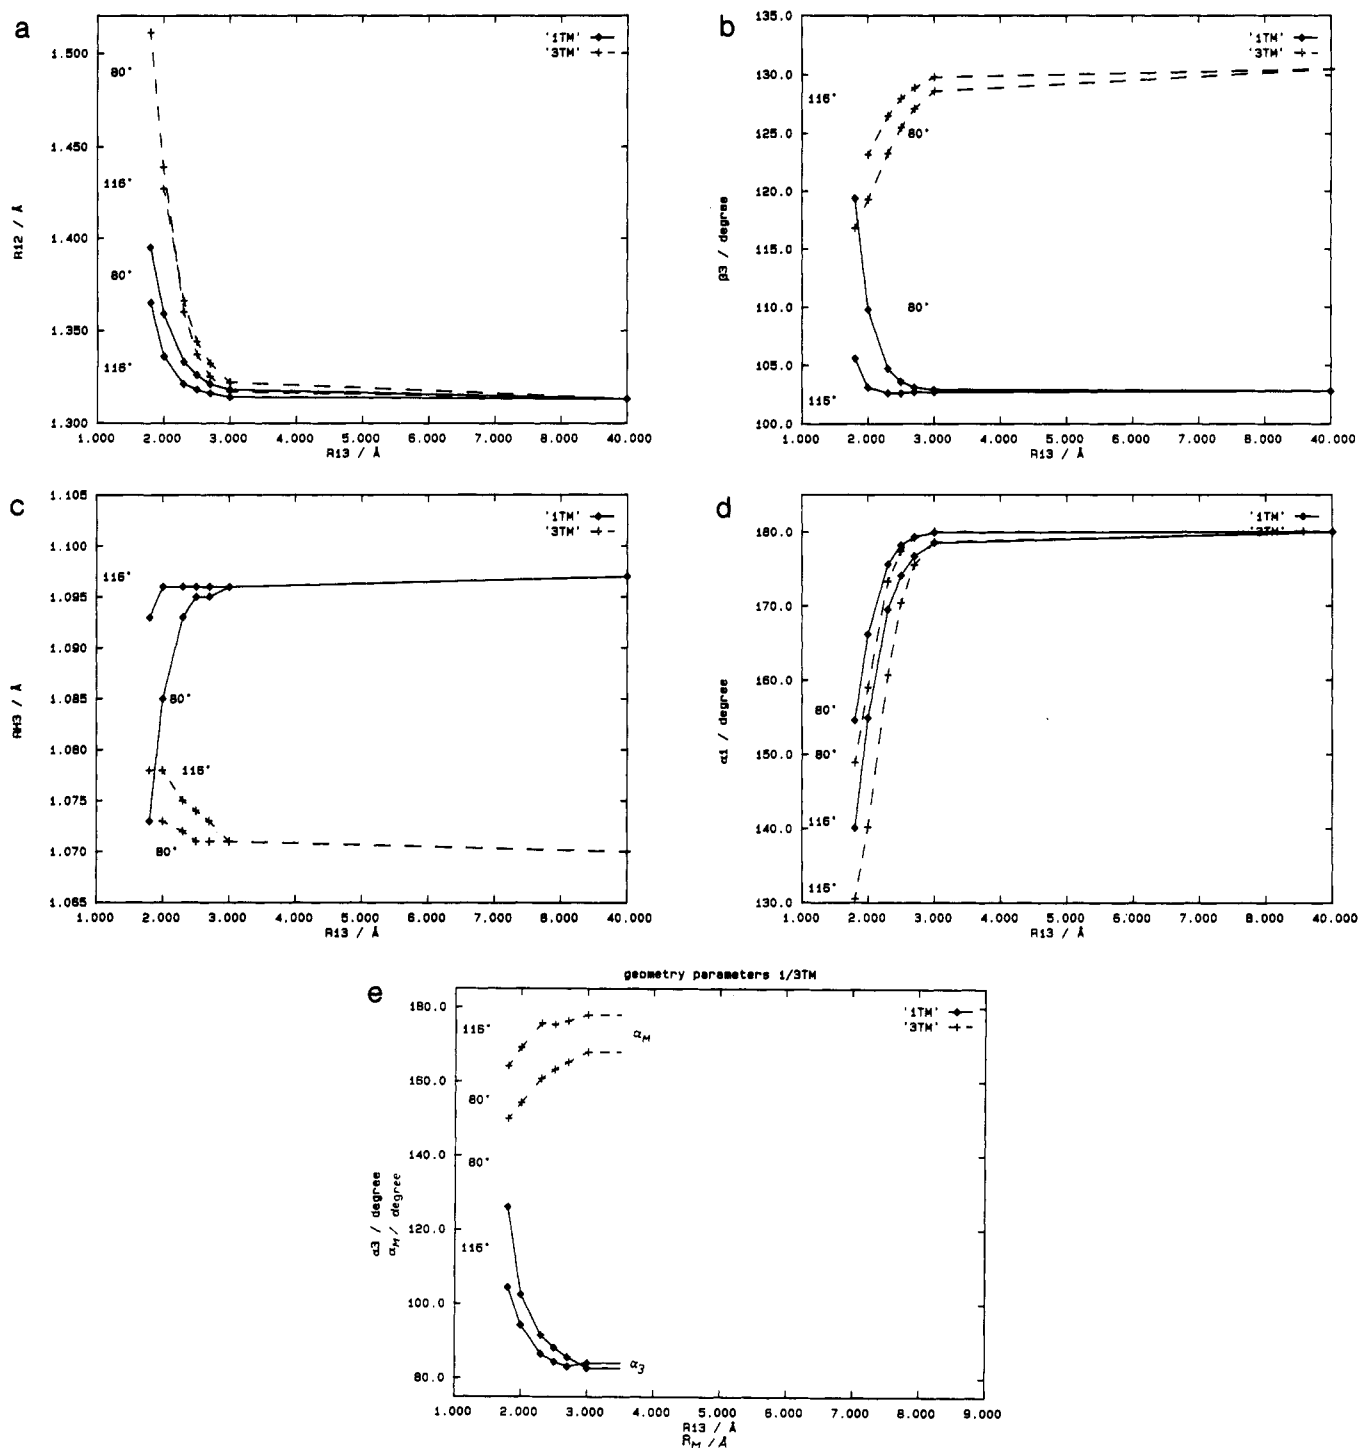 a
1.500
1.450
1.400
1.350
1.300
R12 / Å
80°
116°
80°
116°
'1TM'
'3TM'
1.000 2.000 3.000 4.000 5.000 6.000 7.000 40.000
R13 / Å
b
135.0
130.0
125.0
120.0
115.0
110.0
105.0
100.0
β3 / degree
116°
80°
80°
115°
'1TM'
'3TM'
1.000 2.000 3.000 4.000 5.000 6.000 7.000 40.000
R13 / Å
c
1.105
1.100
1.095
1.090
1.085
1.080
1.075
1.070
1.065
RM3 / Å
116°
80°
116°
80°
'1TM'
'3TM'
1.000 2.000 3.000 4.000 5.000 6.000 7.000 40.000
R13 / Å
d
180.0
170.0
160.0
150.0
140.0
130.0
α1 / degree
80°
80°
116°
116°
'1TM'
'3TM'
1.000 2.000 3.000 4.000 5.000 6.000 8.000 40.000
R13 / Å
geometry parameters 1/3TM
e
180.0
160.0
140.0
120.0
100.0
80.0
α3 / degree
αM / degree
116°
80°
80°
116°
αM
α3
'1TM'
'3TM'
1.000 2.000 3.000 4.000 5.000 6.000 7.000 8.000 9.000
R13 / Å
RM / Å